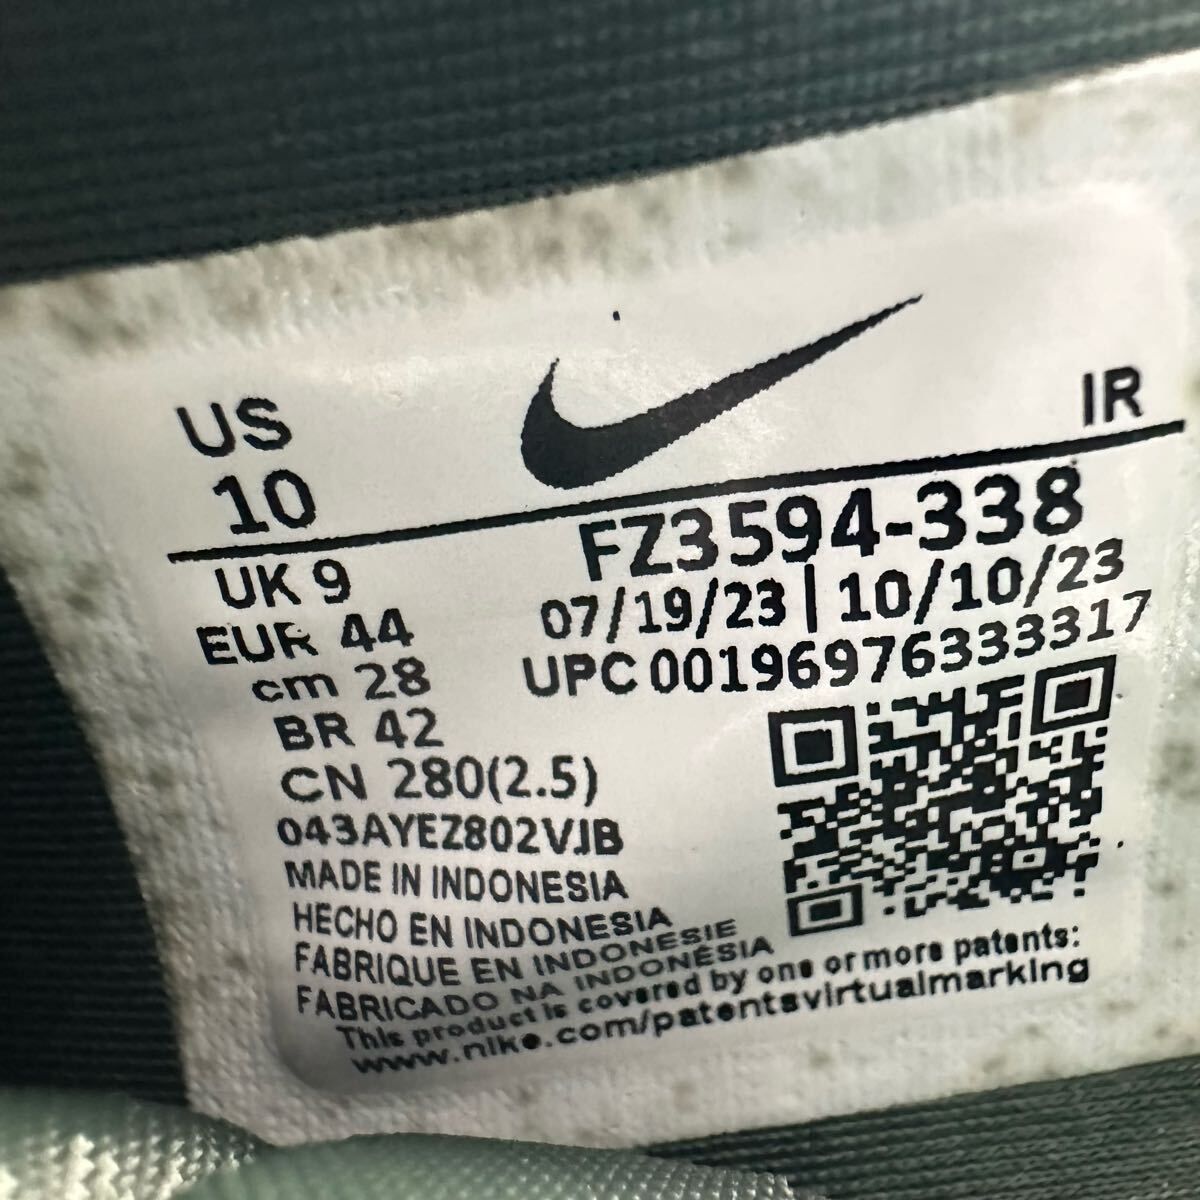 US
10
IR
FZ3594-338
UK 9
07/19/23 | 10/10/23
EUR 44
UPC 00196976333317
cm 28
BR 42
CN 280(2.5)
043AYEZ802VJB
MADE IN INDONESIA
HECHO EN INDONESIA
FABRIQUE EN INDONESIE
FABRICADO NA INDONÉSIA
This product is covered by one or more patents:
www.nike.com/patentsvirtualmarking